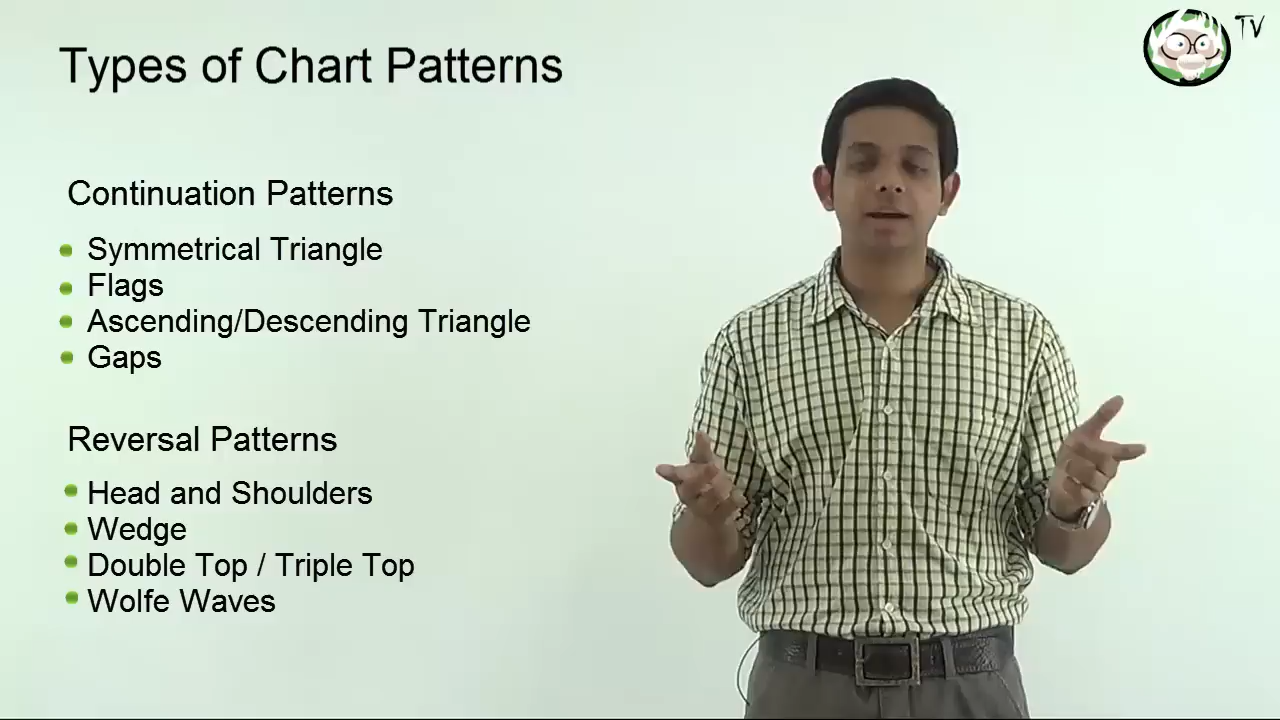 TV
Types of Chart Patterns
Continuation Patterns
Symmetrical Triangle
Flags
Ascending/Descending Triangle
Gaps
Reversal Patterns
Head and Shoulders
Wedge
Double Top / Triple Top
Wolfe Waves